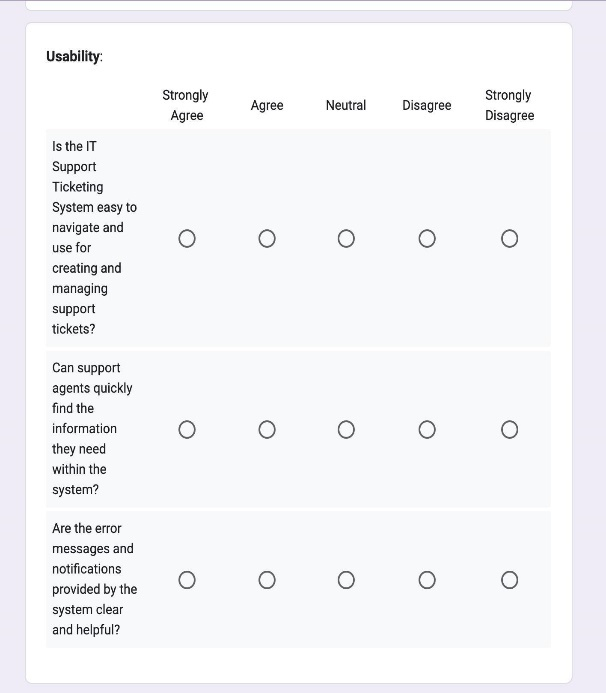 Usability:
Strongly
Agree
Agree
Neutral
Disagree
Strongly
Disagree
Is the IT
Support
Ticketing
System easy to
navigate and
use for
creating and
managing
support
tickets?
Can support
agents quickly
find the
information
they need
within the
system?
Are the error
messages and
notifications
provided by the
system clear
and helpful?